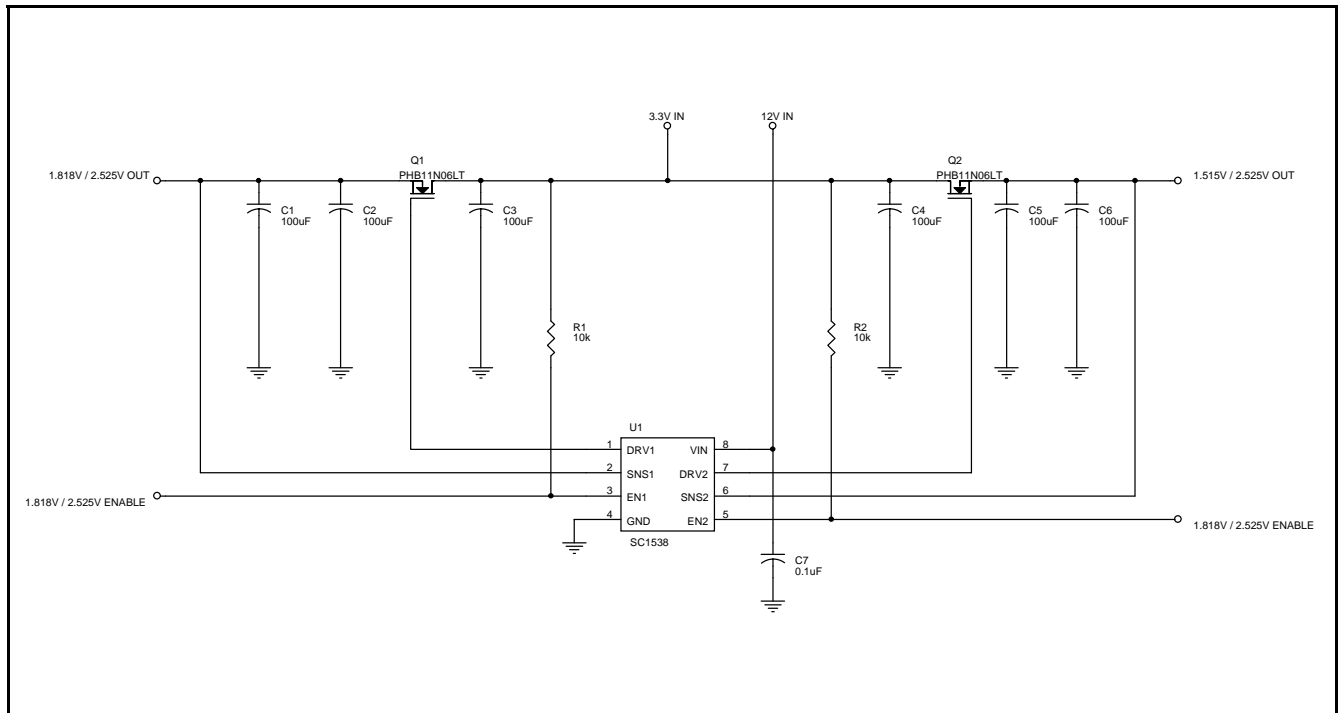 3.3V IN
12V IN
Q1
PHB11N06LT
Q2
PHB11N06LT
1.818V / 2.525V OUT
1.515V / 2.525V OUT
C1
100uF
C2
100uF
C3
100uF
C4
100uF
C5
100uF
C6
100uF
R1
10k
R2
10k
U1
1 DRV1 VIN 8
2 SNS1 DRV2 7
3 EN1 SNS2 6
4 GND EN2 5
SC1538
1.818V / 2.525V ENABLE
1.818V / 2.525V ENABLE
C7
0.1uF